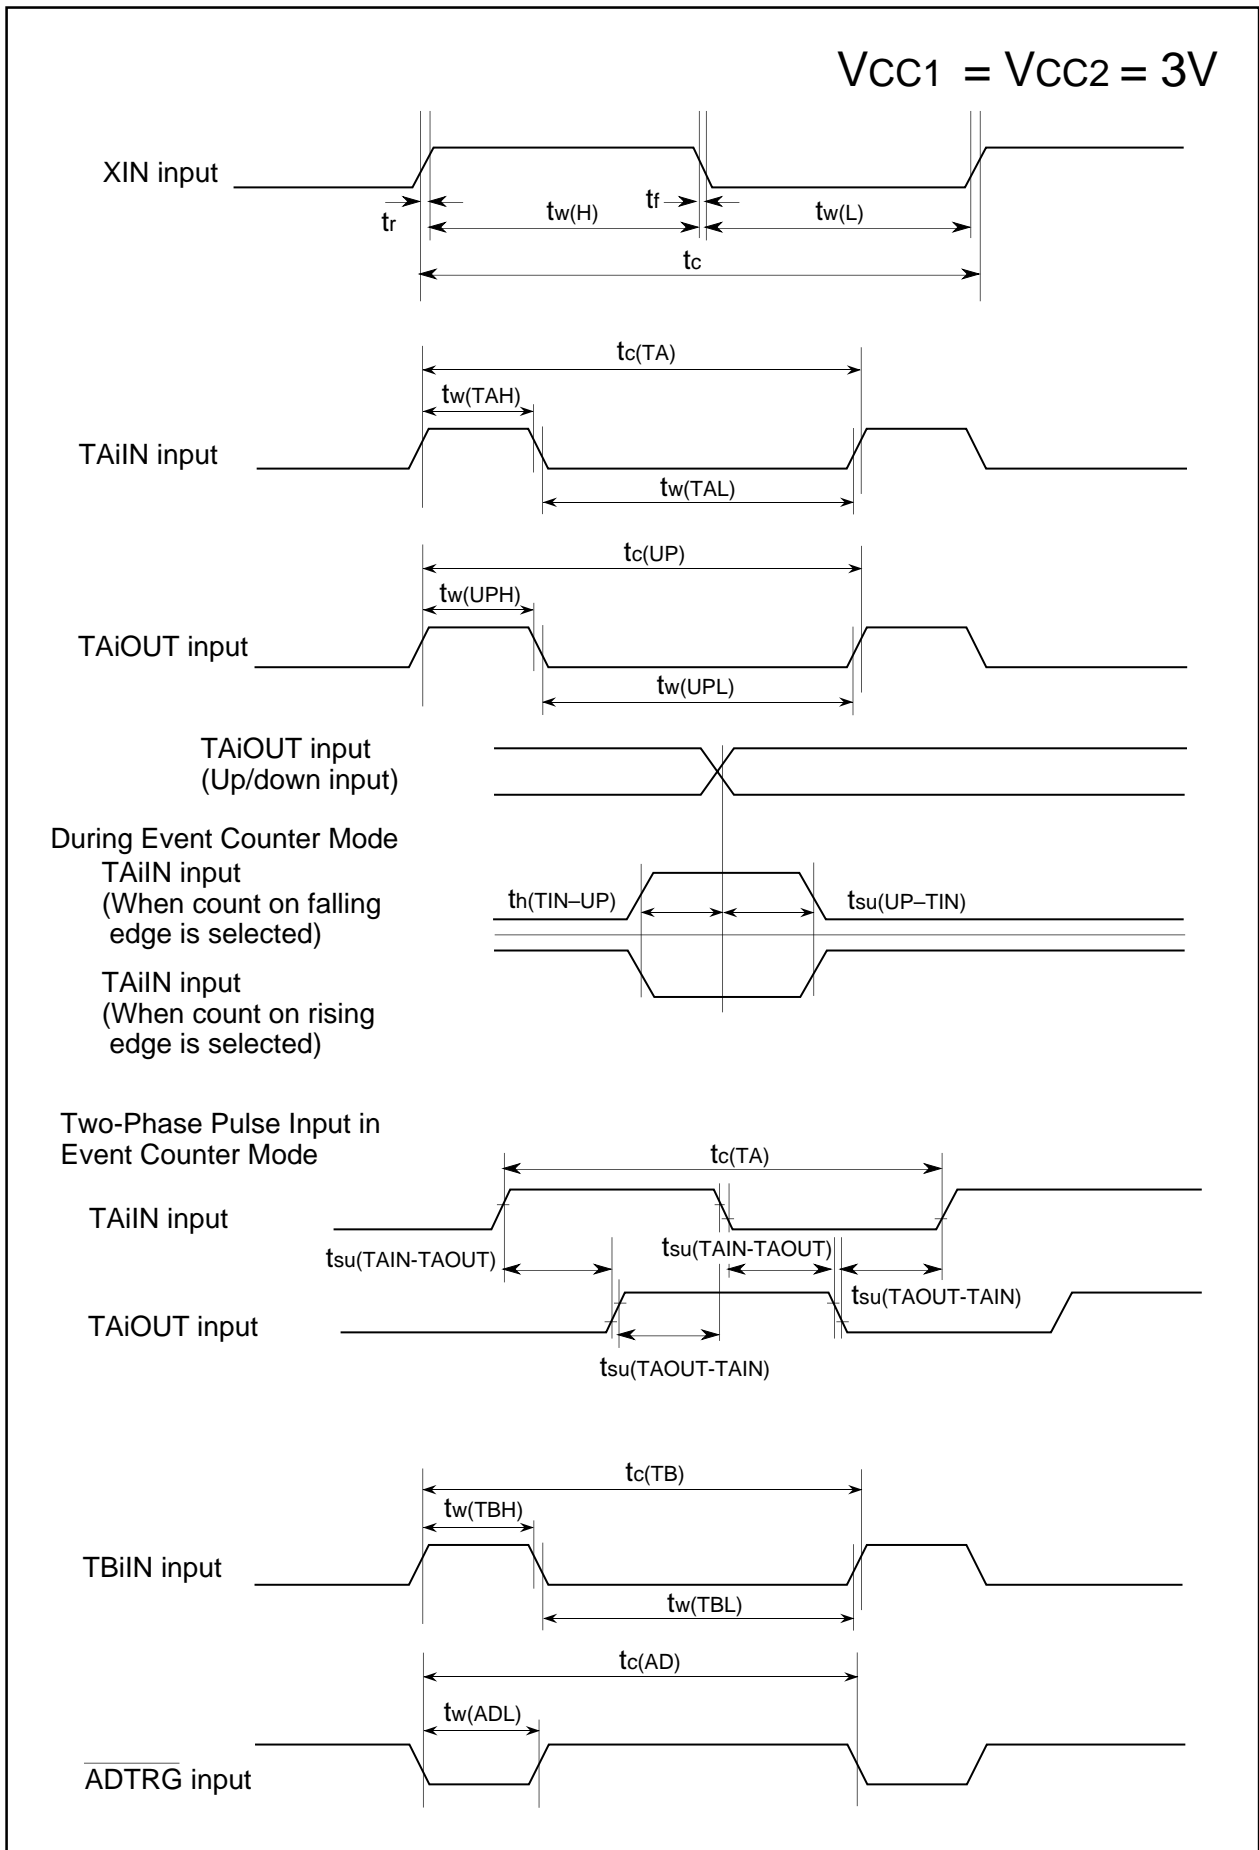 VCC1 = VCC2 = 3V
XIN input
tr
tw(H)
tf
tw(L)
tc
tc(TA)
tw(TAH)
TAiIN input
tw(TAL)
tc(UP)
tw(UPH)
TAiOUT input
tw(UPL)
TAiOUT input
(Up/down input)
During Event Counter Mode
TAiIN input
(When count on falling
edge is selected)
th(TIN–UP)
tsu(UP–TIN)
TAiIN input
(When count on rising
edge is selected)
Two-Phase Pulse Input in
Event Counter Mode
tc(TA)
TAiIN input
tsu(TAIN-TAOUT)
tsu(TAIN-TAOUT)
tsu(TAOUT-TAIN)
TAiOUT input
tsu(TAOUT-TAIN)
tc(TB)
tw(TBH)
TBiIN input
tw(TBL)
tc(AD)
tw(ADL)
ADTRG input